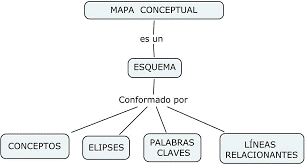 MAPA CONCEPTUAL
es un
ESQUEMA
Conformado por
CONCEPTOS
ELIPSES
PALABRAS
CLAVES
LÍNEAS
RELACIONANTES